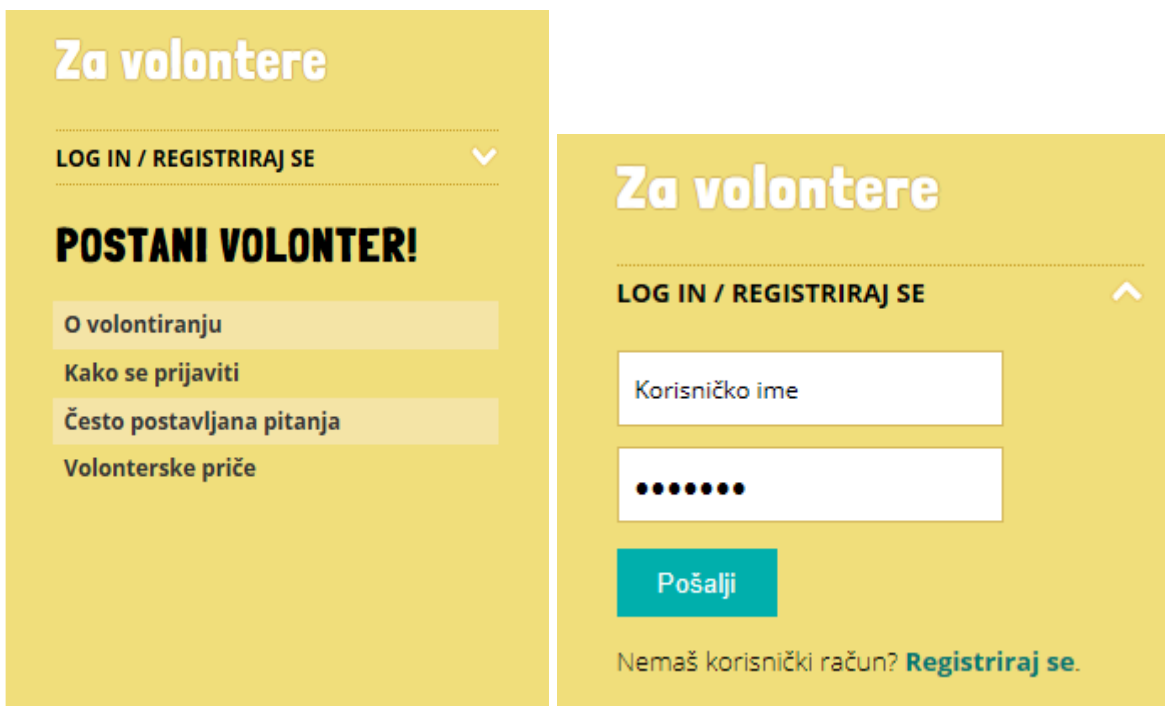 Za volontere
LOG IN / REGISTRIRAJ SE
POSTANI VOLONTER!
O volontiranju
Kako se prijaviti
Često postavljana pitanja
Volonterske priče
Za volontere
LOG IN / REGISTRIRAJ SE
Korisničko ime
•••••••
Pošalji
Nemaš korisnički račun? Registriraj se.